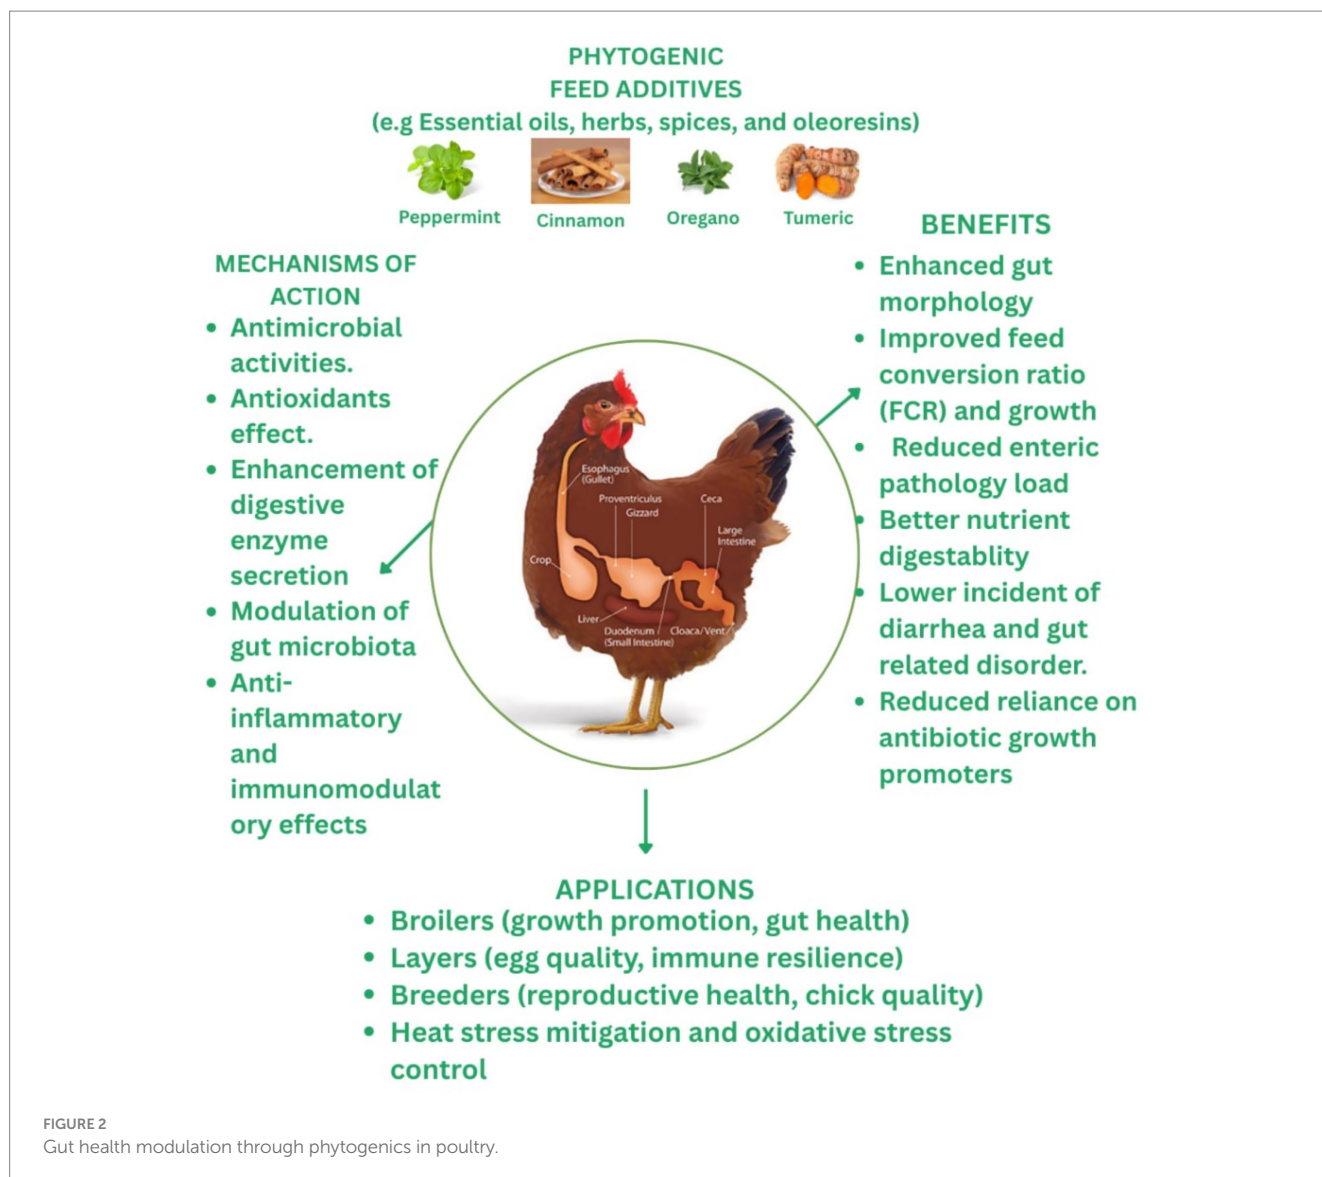 PHYTOGENIC
FEED ADDITIVES
(e.g Essential oils, herbs, spices, and oleoresins)
Peppermint
Cinnamon
Oregano
Tumeric
MECHANISMS OF
ACTION
• Antimicrobial
activities.
• Antioxidants
effect.
• Enhancement of
digestive
enzyme
secretion
• Modulation of
gut microbiota
• Anti-
inflammatory
and
immunomodulat
ory effects
BENEFITS
• Enhanced gut
morphology
• Improved feed
conversion ratio
(FCR) and growth
• Reduced enteric
pathology load
• Better nutrient
digestablity
• Lower incident of
diarrhea and gut
related disorder.
• Reduced reliance on
antibiotic growth
promoters
Esophagus
(Gullet)
Proventriculus
Gizzard
Ceca
Large
Intestine
Crop
Liver
Duodenum
(Small Intestine)
Cloaca/Vent
APPLICATIONS
• Broilers (growth promotion, gut health)
• Layers (egg quality, immune resilience)
• Breeders (reproductive health, chick quality)
• Heat stress mitigation and oxidative stress
control
FIGURE 2
Gut health modulation through phytogenics in poultry.